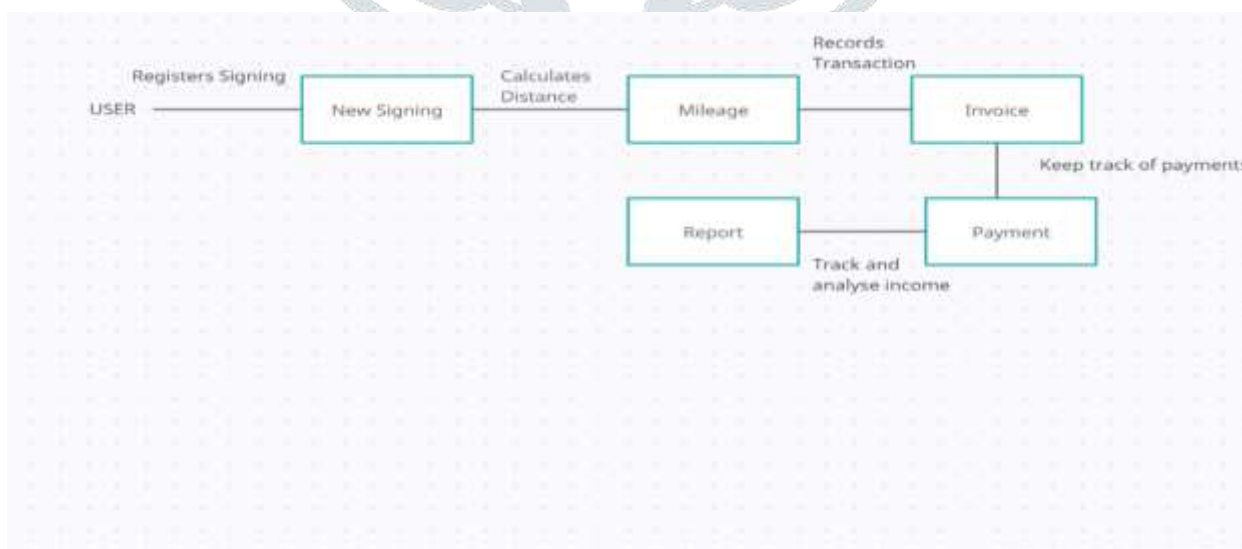 Records
Transaction
Registers Signing
Calculates
Distance
USER
New Signing
Mileage
Invoice
Keep track of payments
Report
Payment
Track and
analyse income